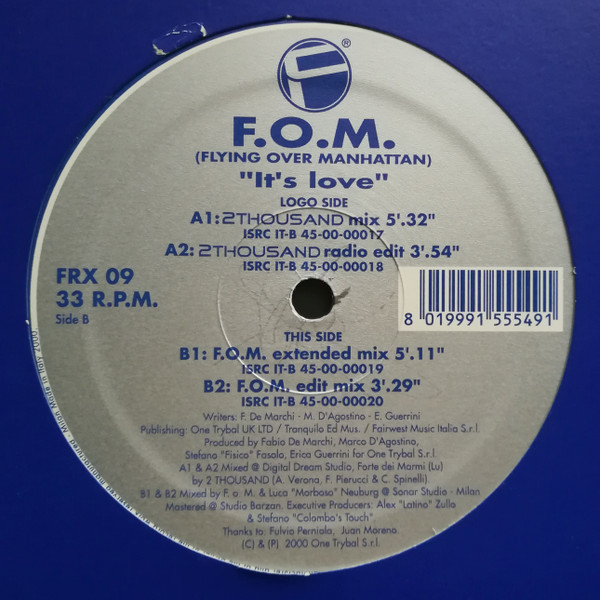 ®
F.O.M.
(FLYING OVER MANHATTAN)
"It's love"
LOGO SIDE
A1: 2THOUSAND mix 5'.32"
ISRC IT-B 45-00-00017
A2: 2THOUSAND radio edit 3'.54"
ISRC IT-B 45-00-00018
FRX 09
33 R.P.M.
Side B
8 019991 555491
THIS SIDE
B1: F.O.M. extended mix 5'.11"
ISRC IT-B 45-00-00019
B2: F.O.M. edit mix 3'.29"
ISRC IT-B 45-00-00020
Writers: F. De Marchi - M. D'Agostino - E. Guerrini
Publishing: One Trybal UK LTD / Tranquilo Ed Mus. / Fairwest Music Italia S.r.l.
Produced by Fabio De Marchi, Marco D'Agostino,
Stefano "Fisico" Fasalo, Erica Guerrini for One Trybal S.r.l.
A1 & A2 Mixed @ Digital Dream Studio, Forte dei Marmi (Lu)
by 2 THOUSAND (A. Verona, F. Pierucci & C. Spinelli).
B1 & B2 Mixed by F. o. M. & Luca "Morboso" Neuburg @ Sonar Studio - Milan
Mastered @ Studio Barzan. Executive Producers: Alex "Latino" Zullo
& Stefano "Colombo's Touch".
Thanks to: Fulvio Perniola, Juan Moreno.
(C) & (P) 2000 One Trybal S.r.l.